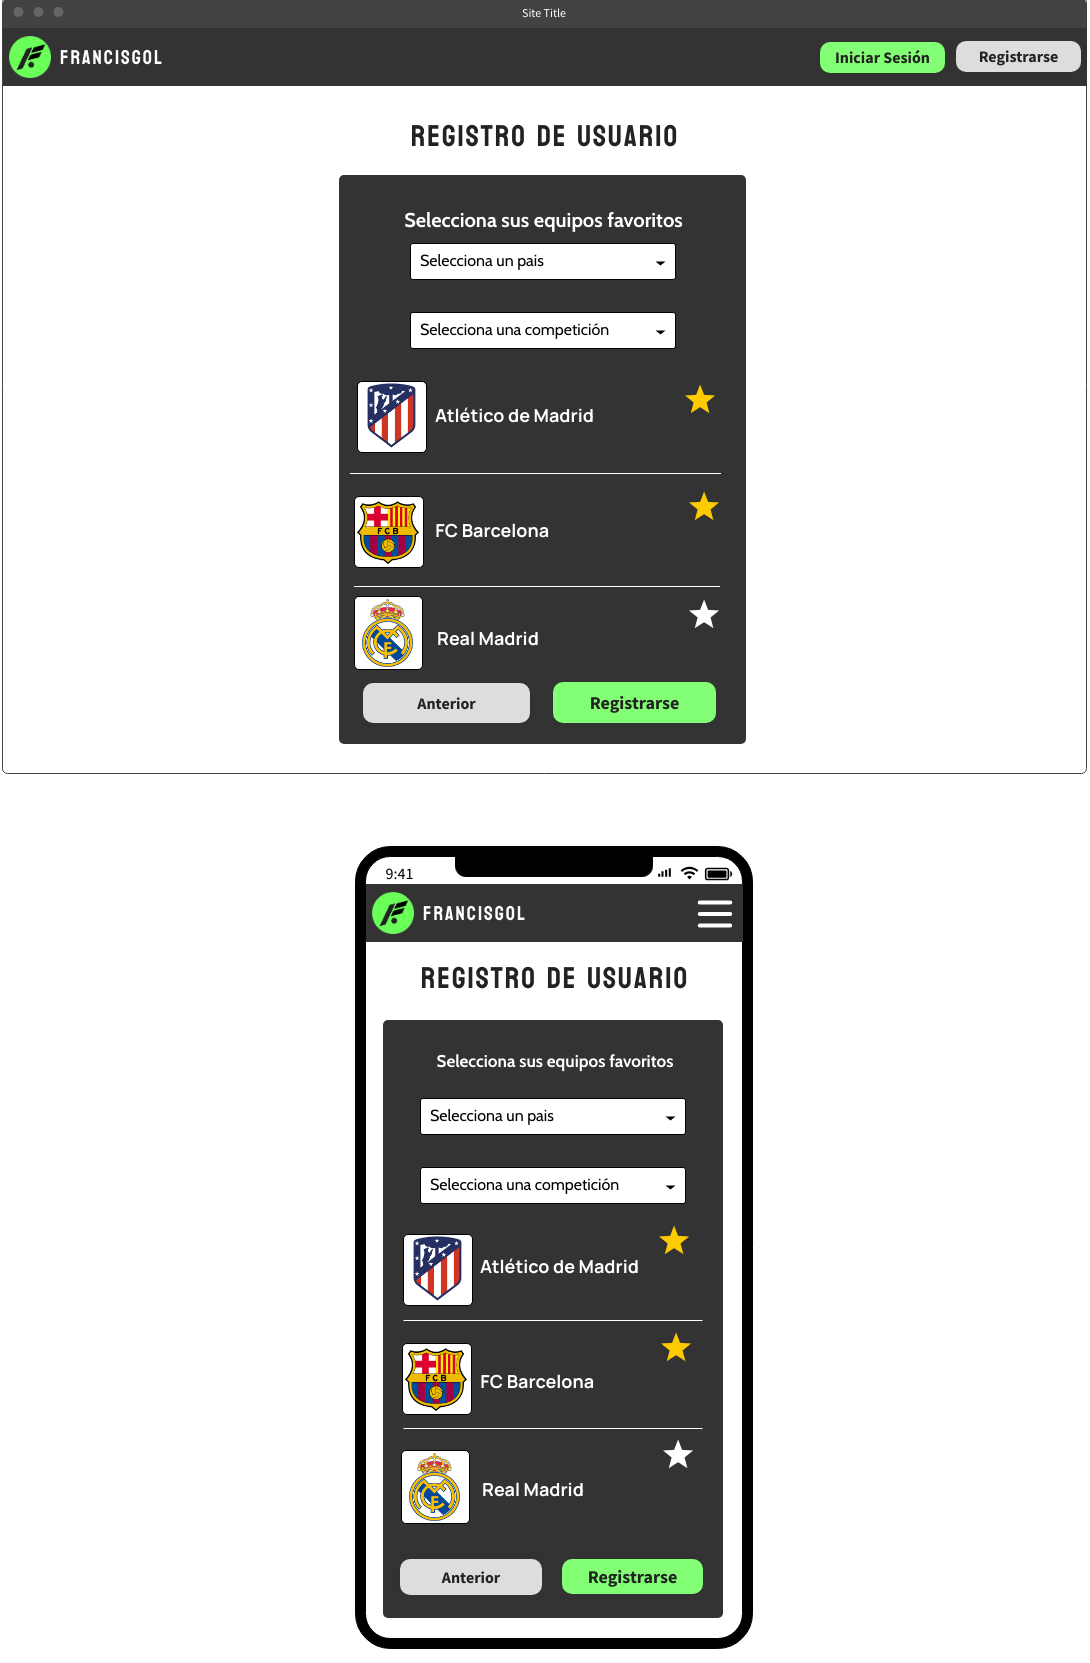 Site Title
FRANCISGOL
Iniciar Sesión
Registrarse
REGISTRO DE USUARIO
Selecciona sus equipos favoritos
Selecciona un pais
Selecciona una competición
Atlético de Madrid
FCB
FC Barcelona
Real Madrid
Anterior
Registrarse
9:41
FRANCISGOL
REGISTRO DE USUARIO
Selecciona sus equipos favoritos
Selecciona un pais
Selecciona una competición
Atlético de Madrid
FCB
FC Barcelona
Real Madrid
Anterior
Registrarse